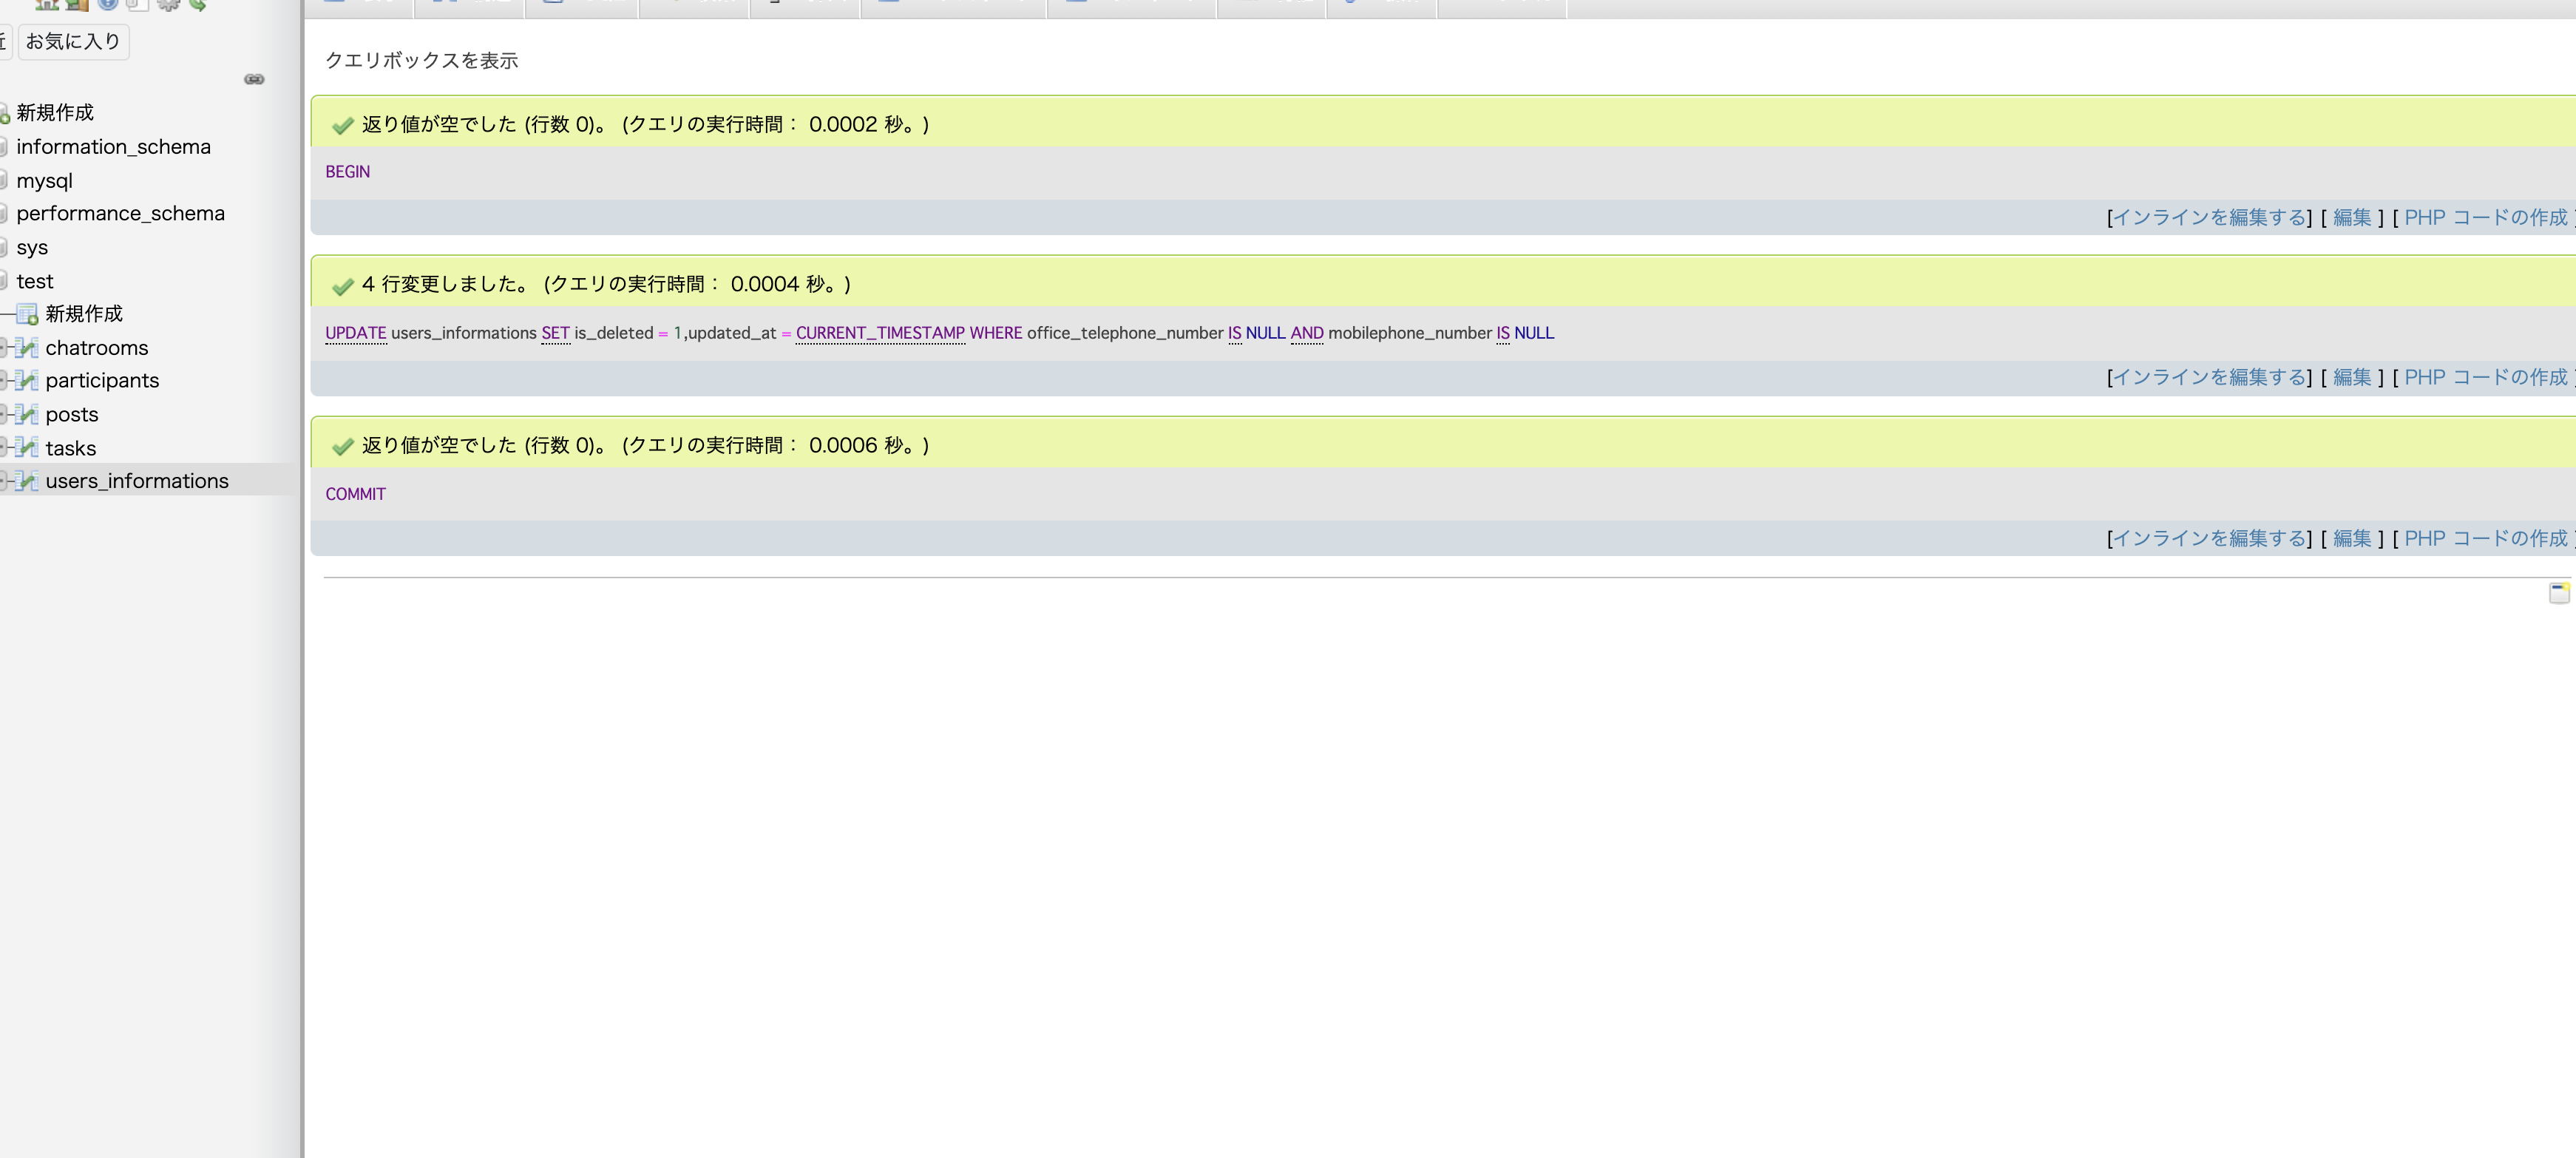 お気に入り
新規作成
information_schema
mysql
performance_schema
sys
test
新規作成
chatrooms
participants
posts
tasks
users_informations
クエリボックスを表示
返り値が空でした (行数 0)。 (クエリの実行時間： 0.0002 秒。)
BEGIN
[インラインを編集する] [ 編集 ] [ PHP コードの作成
4 行変更しました。 (クエリの実行時間： 0.0004 秒。)
UPDATE users_informations SET is_deleted = 1,updated_at = CURRENT_TIMESTAMP WHERE office_telephone_number IS NULL AND mobilephone_number IS NULL
[インラインを編集する] [ 編集 ] [ PHP コードの作成
返り値が空でした (行数 0)。 (クエリの実行時間： 0.0006 秒。)
COMMIT
[インラインを編集する] [ 編集 ] [ PHP コードの作成